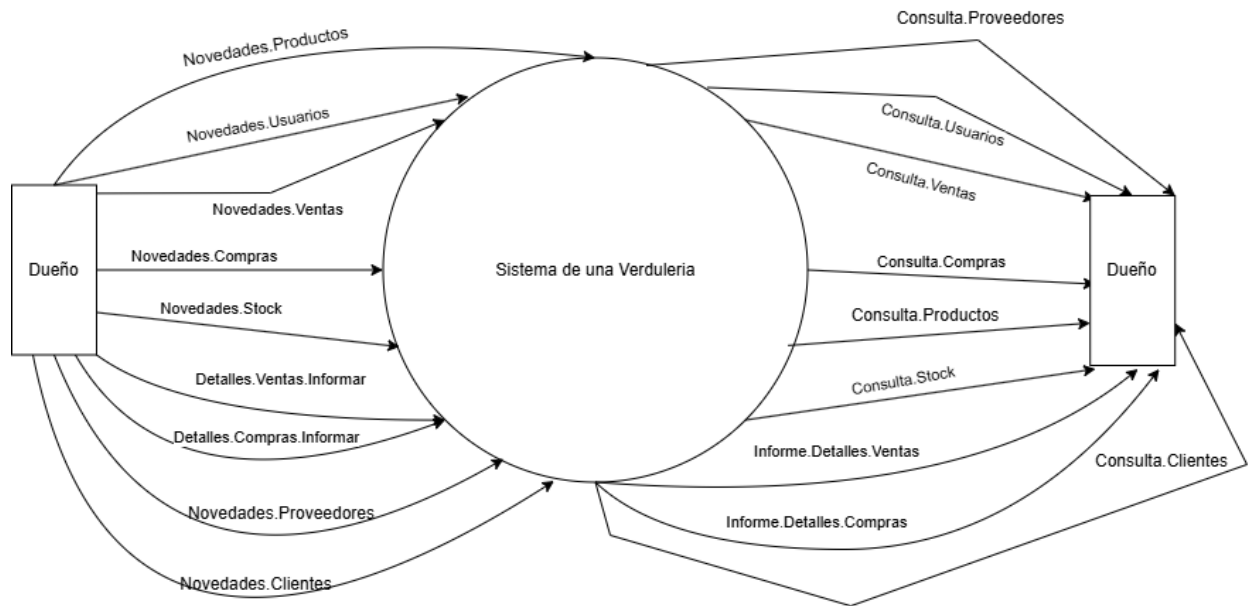 Consulta.Proveedores
Novedades.Productos
Novedades.Usuarios
Consulta.Usuarios
Consulta.Ventas
Novedades.Ventas
Novedades.Compras
Consulta.Compras
Dueño
Sistema de una Verduleria
Dueño
Novedades.Stock
Consulta.Productos
Detalles.Ventas.Informar
Consulta.Stock
Detalles.Compras.Informar
Informe.Detalles.Ventas
Consulta.Clientes
Novedades.Proveedores
Informe.Detalles.Compras
Novedades.Clientes